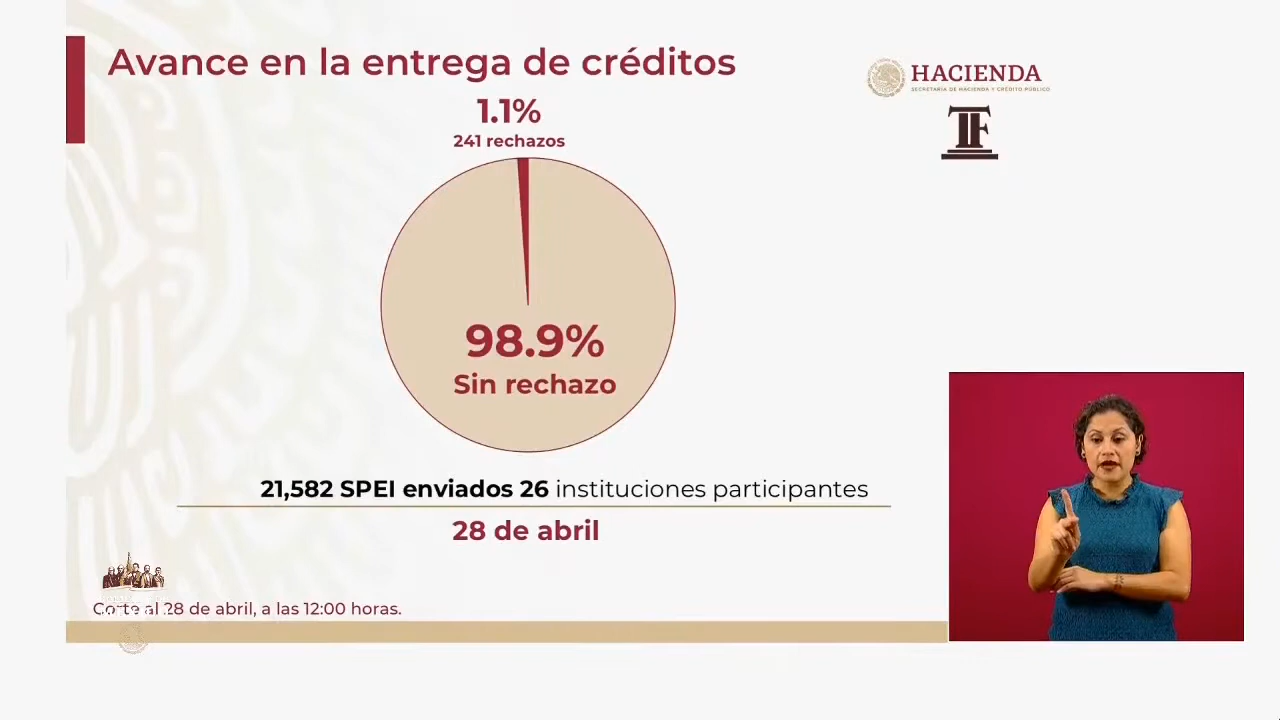 Avance en la entrega de créditos
HACIENDA
SECRETARÍA DE HACIENDA Y CRÉDITO PÚBLICO
TF
1.1%
241 rechazos
98.9%
Sin rechazo
21,582 SPEI enviados 26 instituciones participantes
28 de abril
Corte al 28 de abril, a las 12:00 horas.